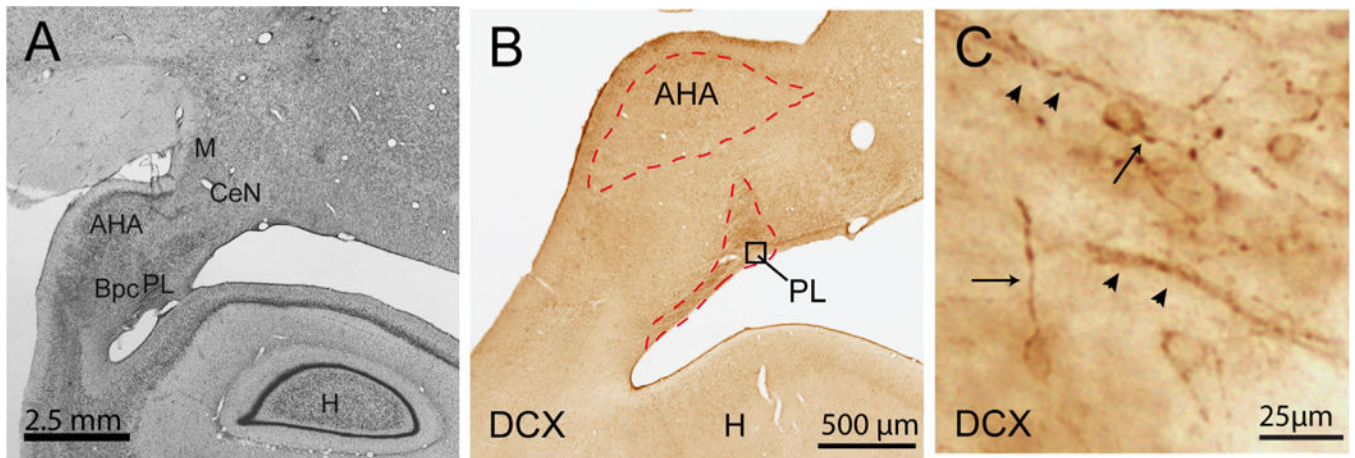 A
M
CeN
AHA
Bpc PL
H
2.5 mm
B
AHA
PL
DCX
H
500 µm
C
DCX
25µm